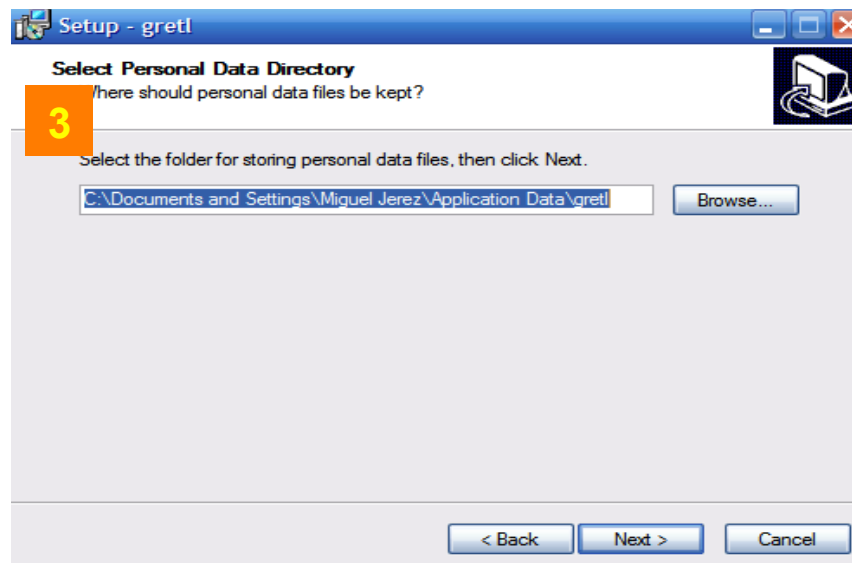 Setup - gretl
Select Personal Data Directory
here should personal data files be kept?
3
Select the folder for storing personal data files, then click Next.
C:\Documents and Settings\Miguel Jerez\Application Data\gretl
Browse...
< Back
Next >
Cancel